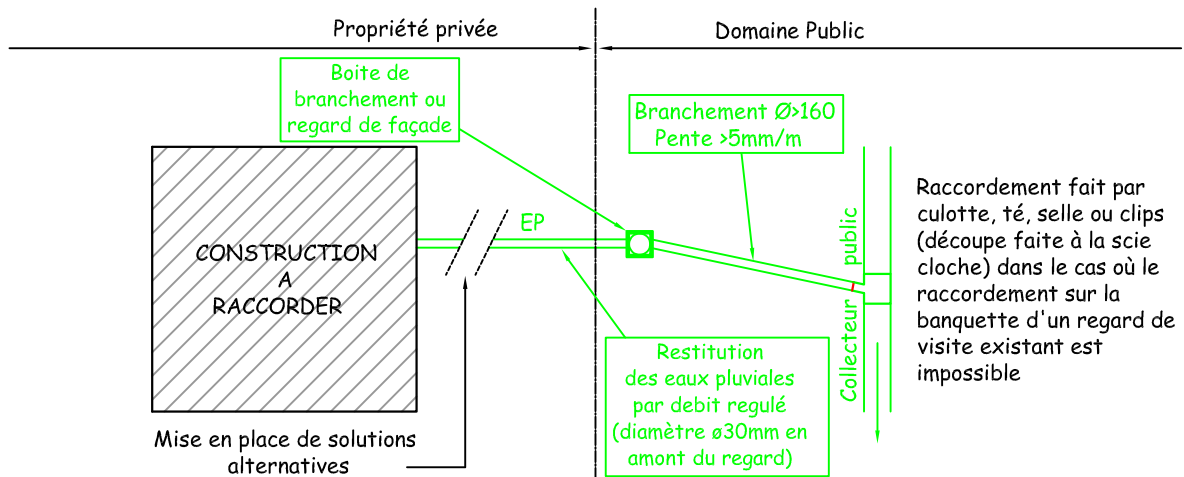 Propriété privée
Domaine Public
Boite de
branchement ou
regard de façade
Branchement Ø>160
Pente >5mm/m
EP
CONSTRUCTION
A
RACCORDER
Collecteur public
Raccordement fait par
culotte, té, selle ou clips
(découpe faite à la scie
cloche) dans le cas où le
raccordement sur la
banquette d'un regard de
visite existant est
impossible
Restitution
des eaux pluviales
par debit regulé
(diamètre ø30mm en
amont du regard)
Mise en place de solutions
alternatives